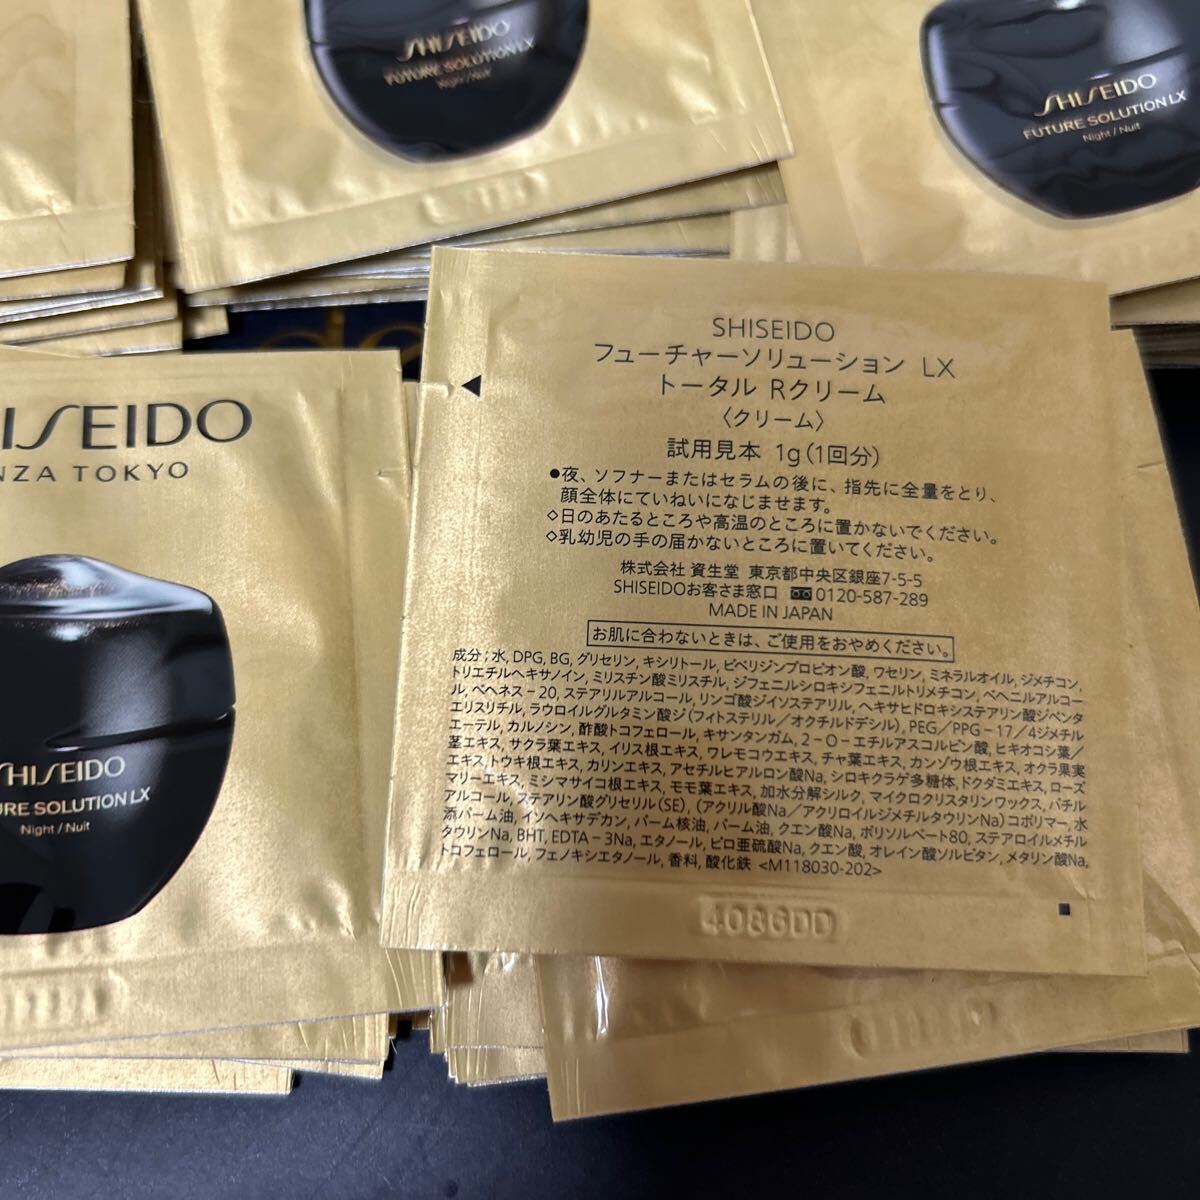 SHISEIDO
FUTURE SOLUTION LX
Night / Nuit
SHISEIDO
FUTURE SOLUTION LX
Night / Nuit
SHISEIDO
フューチャーソリューション LX
トータル Rクリーム
〈クリーム〉
試用見本 1g(1回分)
●夜、ソフナーまたはセラムの後に、指先に全量をとり、
顔全体にていねいになじませます。
◇日のあたるところや高温のところに置かないでください。
◇乳幼児の手の届かないところに置いてください。
株式会社 資生堂 東京都中央区銀座7-5-5
SHISEIDOお客さま窓口 0120-587-289
MADE IN JAPAN
お肌に合わないときは、ご使用をおやめください。
成分;水, DPG, BG, グリセリン, キシリトール, ピペリジンプロピオン酸, ワセリン, ミネラルオイル, ジメチコン,
トリエチルヘキサノイン, ミリスチン酸ミリスチル, ジフェニルシロキシフェニルトリメチコン, ベヘニルアルコー
ル, ベヘネス-20, ステアリルアルコール, リンゴ酸ジイソステアリル, ヘキサヒドロキシステアリン酸ジペンタ
エリスリチル, ラウロイルグルタミン酸ジ(フィトステリル/オクチルドデシル), PEG/PPG-17/4ジメチル
エーテル, カルノシン, 酢酸トコフェロール, キサンタンガム, 2-O-エチルアスコルビン酸, ヒキオコシ葉/
茎エキス, サクラ葉エキス, イリス根エキス, ワレモコウエキス, チャ葉エキス, カンゾウ根エキス, オクラ果実
エキス,トウキ根エキス, カリンエキス, アセチルヒアルロン酸Na, シロキクラゲ多糖体, ドクダミエキス, ローズ
マリーエキス, ミシマサイコ根エキス, モモ葉エキス, 加水分解シルク, マイクロクリスタリンワックス, バチル
アルコール, ステアリン酸グリセリル(SE), (アクリル酸Na/アクリロイルジメチルタウリンNa)コポリマー, 水
添パーム油, イソヘキサデカン, パーム核油, パーム油, クエン酸Na, ポリソルベート80, ステアロイルメチル
タウリンNa, BHT, EDTA-3Na, エタノール, ピロ亜硫酸Na, クエン酸, オレイン酸ソルビタン, メタリン酸Na,
トコフェロール, フェノキシエタノール, 香料, 酸化鉄 <M118030-202>
4086DD
HISEIDO
NZA TOKYO
SHISEIDO
URE SOLUTION LX
Night / Nuit